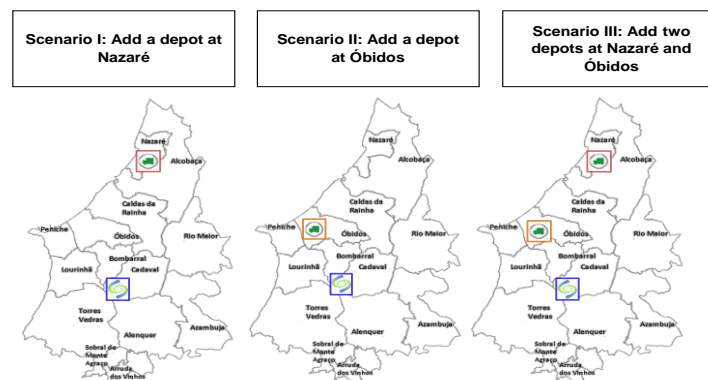 Scenario I: Add a depot at
Nazaré
Scenario II: Add a depot
at Óbidos
Scenario III: Add two
depots at Nazaré and
Óbidos
Nazaré
Alcobaça
Caldas da
Rainha
Peniche
Óbidos
Rio Maior
Bombarral
Lourinhã
Cadaval
Torres
Vedras
Alenquer
Azambuja
Sobral de
Monte
Agraço
Arruda
dos Vinhos
Nazaré
Alcobaça
Caldas da
Rainha
Peniche
Óbidos
Rio Maior
Bombarral
Lourinhã
Cadaval
Torres
Vedras
Alenquer
Azambuja
Sobral de
Monte
Agraço
Arruda
dos Vinhos
Nazaré
Alcobaça
Caldas da
Rainha
Peniche
Óbidos
Rio Maior
Bombarral
Lourinhã
Cadaval
Torres
Vedras
Alenquer
Azambuja
Sobral de
Monte
Agraço
Arruda
dos Vinhos